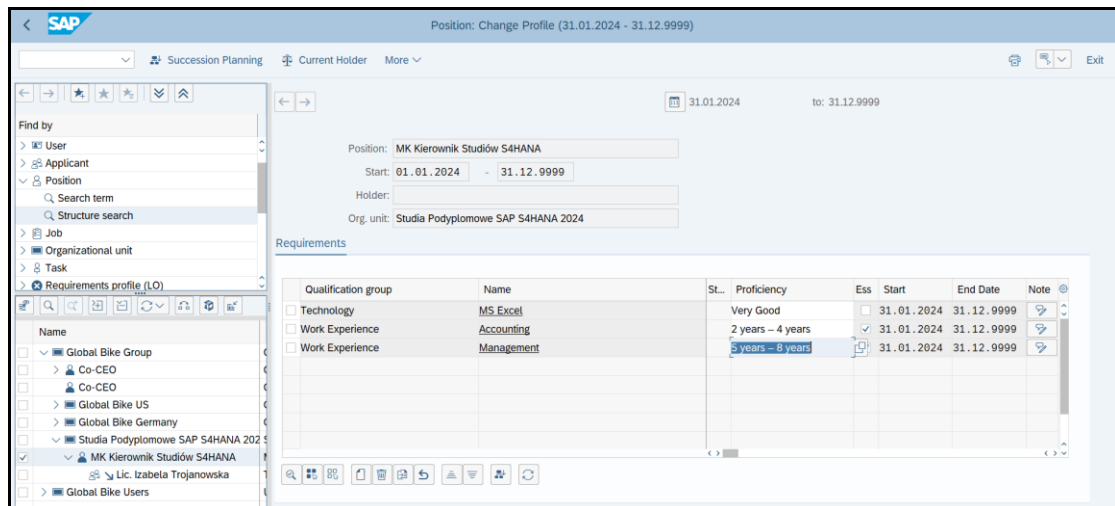 SAP
Position: Change Profile (31.01.2024 - 31.12.9999)
Succession Planning Current Holder More Exit
Find by
User
Applicant
Position
Search term
Structure search
Job
Organizational unit
Task
Requirements profile (LO)
Name
Global Bike Group
Co-CEO
Co-CEO
Global Bike US
Global Bike Germany
Studia Podyplomowe SAP S4HANA 202
MK Kierownik Studiów S4HANA
Lic. Izabela Trojanowska
Global Bike Users
31.01.2024 to: 31.12.9999
Position: MK Kierownik Studiów S4HANA
Start: 01.01.2024 - 31.12.9999
Holder:
Org. unit: Studia Podyplomowe SAP S4HANA 2024
Requirements
Qualification group Name St... Proficiency Ess Start End Date Note
Technology MS Excel Very Good 31.01.2024 31.12.9999
Work Experience Accounting 2 years – 4 years 31.01.2024 31.12.9999
Work Experience Management 5 years – 8 years 31.01.2024 31.12.9999